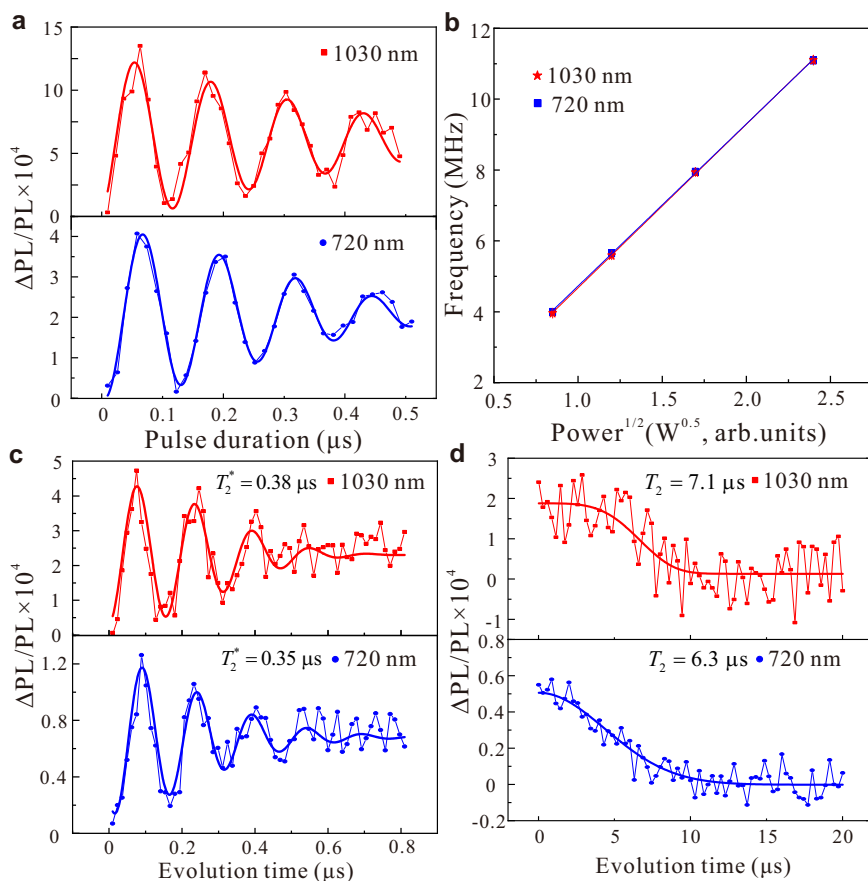 a
15
10
5
0
1030 nm
4
3
2
1
0
720 nm
ΔPL/PL×10⁴
0 0.1 0.2 0.3 0.4 0.5
Pulse duration (μs)
b
12
10
8
6
4
2
1030 nm
720 nm
Frequency (MHz)
0.5 1.0 1.5 2.0 2.5
Power^1/2 (W^0.5, arb.units)
c
5
4
3
2
1
0
T₂* = 0.38 μs 1030 nm
1.2
0.8
0.4
0
T₂* = 0.35 μs 720 nm
ΔPL/PL×10⁴
0 0.2 0.4 0.6 0.8
Evolution time (μs)
d
3
2
1
0
-1
T₂ = 7.1 μs 1030 nm
0.6
0.4
0.2
0
-0.2
T₂ = 6.3 μs 720 nm
ΔPL/PL×10⁴
0 5 10 15 20
Evolution time (μs)